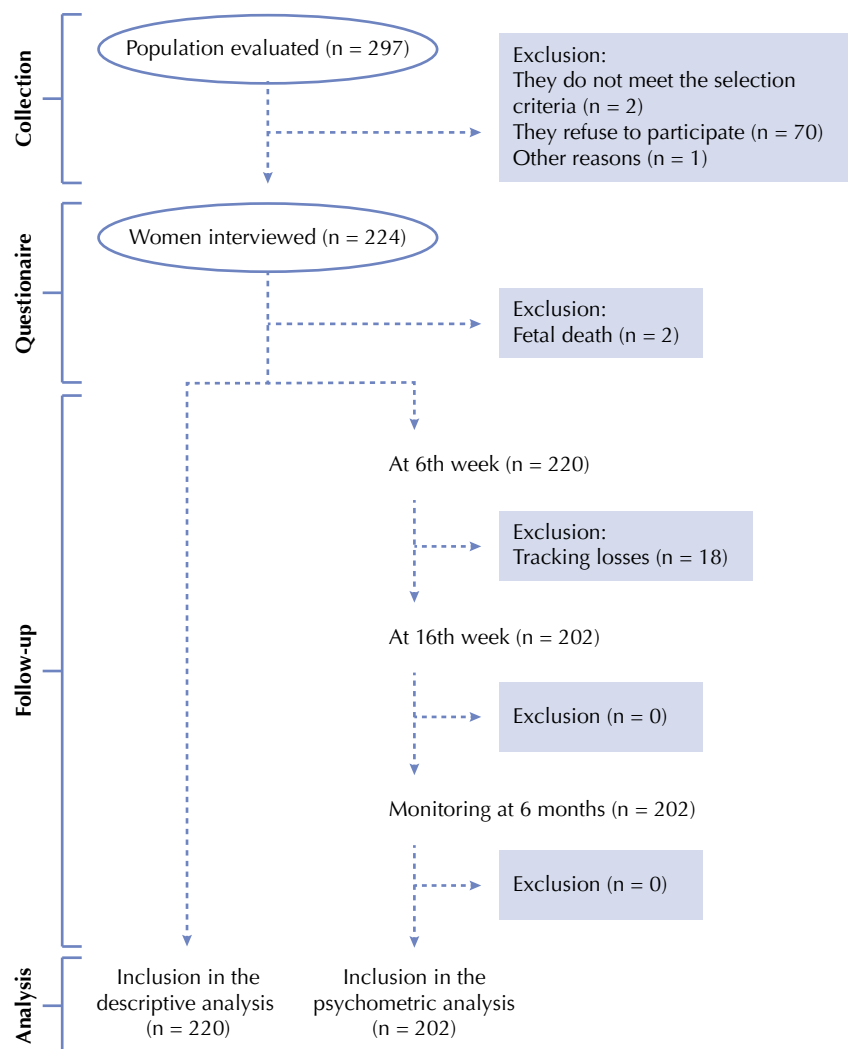 Collection
Population evaluated (n = 297)
Exclusion:
They do not meet the selection
criteria (n = 2)
They refuse to participate (n = 70)
Other reasons (n = 1)
Questionaire
Women interviewed (n = 224)
Exclusion:
Fetal death (n = 2)
Follow-up
At 6th week (n = 220)
Exclusion:
Tracking losses (n = 18)
At 16th week (n = 202)
Exclusion (n = 0)
Monitoring at 6 months (n = 202)
Exclusion (n = 0)
Analysis
Inclusion in the
descriptive analysis
(n = 220)
Inclusion in the
psychometric analysis
(n = 202)